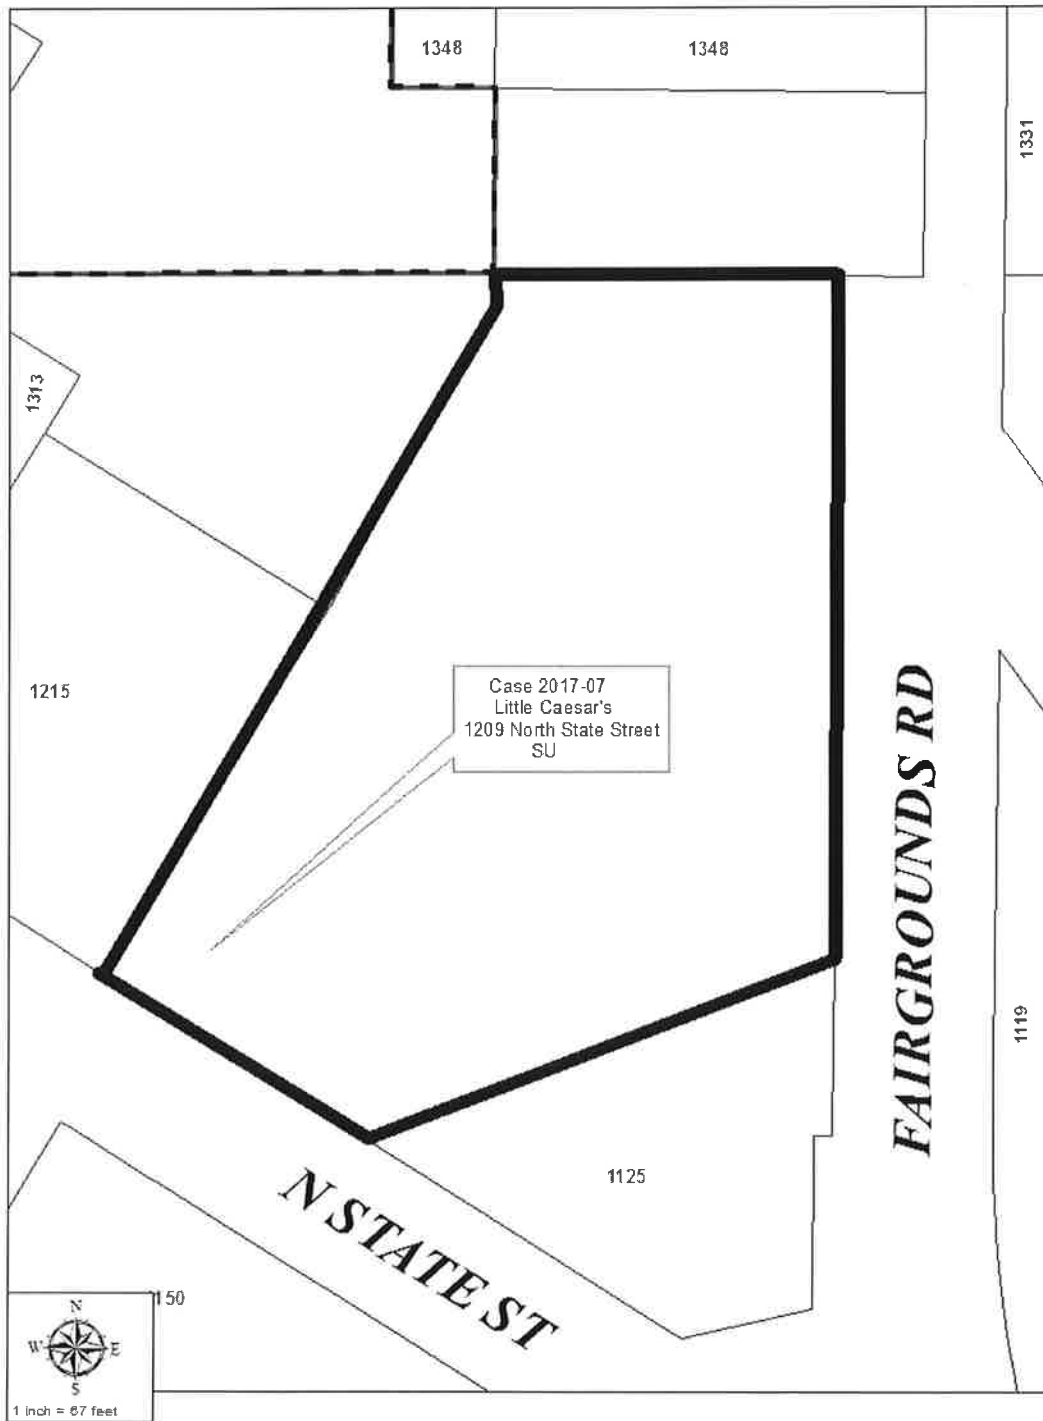 1348
1348
1331
1313
1215
Case 2017-07
Little Caesar's
1209 North State Street
SU
FAIRGROUNDS RD
1119
1125
N STATE ST
1150
N
W E
S
1 inch = 67 feet